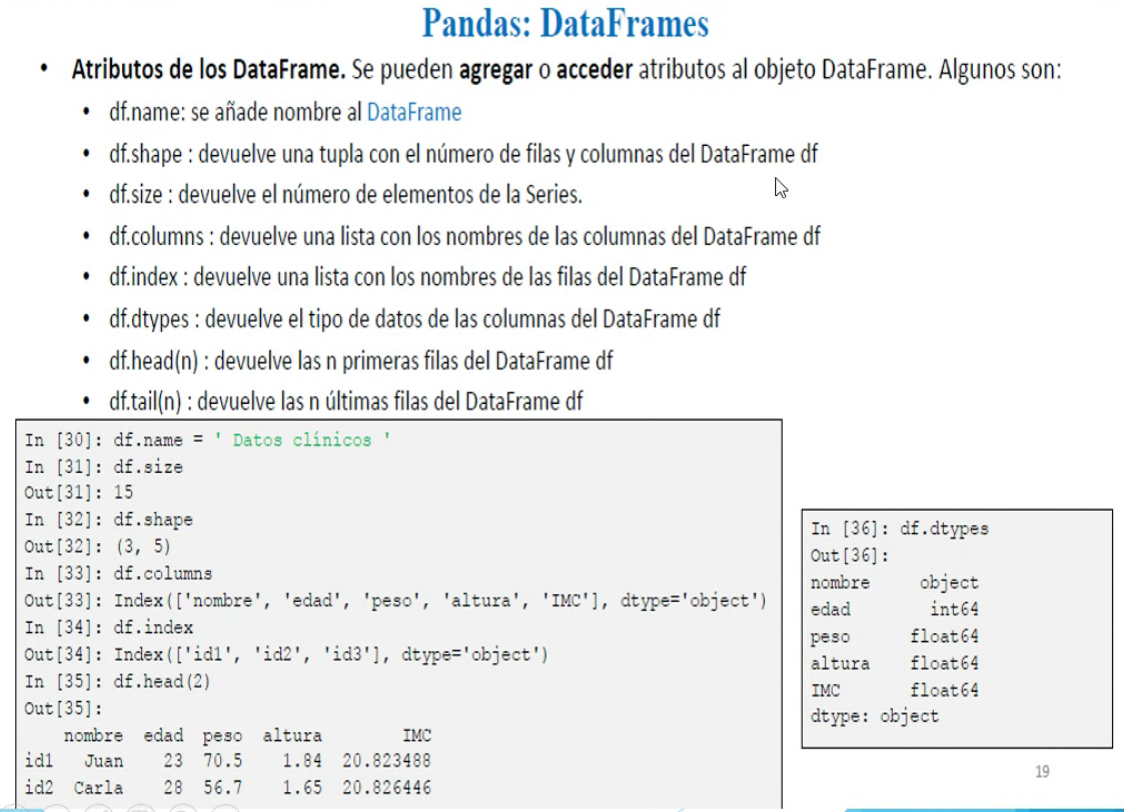 Pandas: DataFrames
• Atributos de los DataFrame. Se pueden agregar o acceder atributos al objeto DataFrame. Algunos son:
• df.name: se añade nombre al DataFrame
• df.shape : devuelve una tupla con el número de filas y columnas del DataFrame df
• df.size : devuelve el número de elementos de la Series.
• df.columns : devuelve una lista con los nombres de las columnas del DataFrame df
• df.index : devuelve una lista con los nombres de las filas del DataFrame df
• df.dtypes : devuelve el tipo de datos de las columnas del DataFrame df
• df.head(n) : devuelve las n primeras filas del DataFrame df
• df.tail(n) : devuelve las n últimas filas del DataFrame df
In [30]: df.name = ' Datos clínicos '
In [31]: df.size
Out[31]: 15
In [32]: df.shape
Out[32]: (3, 5)
In [33]: df.columns
Out[33]: Index(['nombre', 'edad', 'peso', 'altura', 'IMC'], dtype='object')
In [34]: df.index
Out[34]: Index(['id1', 'id2', 'id3'], dtype='object')
In [35]: df.head(2)
Out[35]:
nombre edad peso altura IMC
id1 Juan 23 70.5 1.84 20.823488
id2 Carla 28 56.7 1.65 20.826446
In [36]: df.dtypes
Out[36]:
nombre object
edad int64
peso float64
altura float64
IMC float64
dtype: object
19